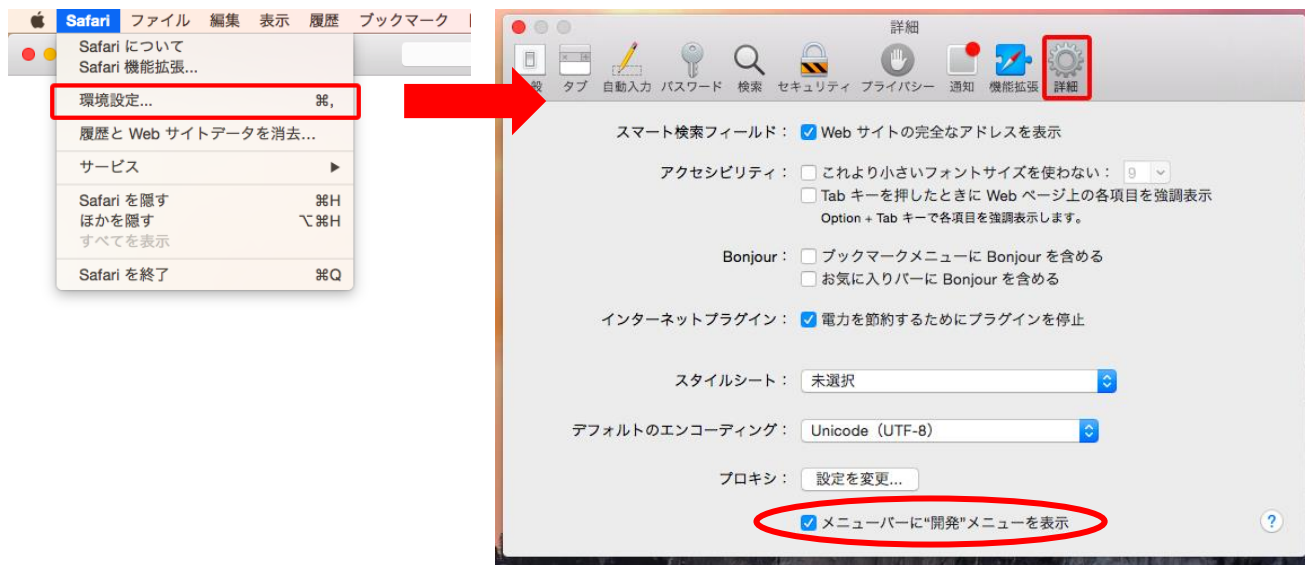 Safari ファイル 編集 表示 履歴 ブックマーク
Safari について
Safari 機能拡張...
環境設定... ⌘,
履歴と Web サイトデータを消去...
サービス ▶
Safari を隠す ⌘H
ほかを隠す ⌥⌘H
すべてを表示
Safari を終了 ⌘Q
詳細
般 タブ 自動入力 パスワード 検索 セキュリティ プライバシー 通知 機能拡張 詳細
スマート検索フィールド： Web サイトの完全なアドレスを表示
アクセシビリティ： これより小さいフォントサイズを使わない： 9
Tab キーを押したときに Web ページ上の各項目を強調表示
Option + Tab キーで各項目を強調表示します。
Bonjour： ブックマークメニューに Bonjour を含める
お気に入りバーに Bonjour を含める
インターネットプラグイン： 電力を節約するためにプラグインを停止
スタイルシート： 未選択
デフォルトのエンコーディング： Unicode（UTF-8）
プロキシ： 設定を変更...
メニューバーに“開発”メニューを表示 ?